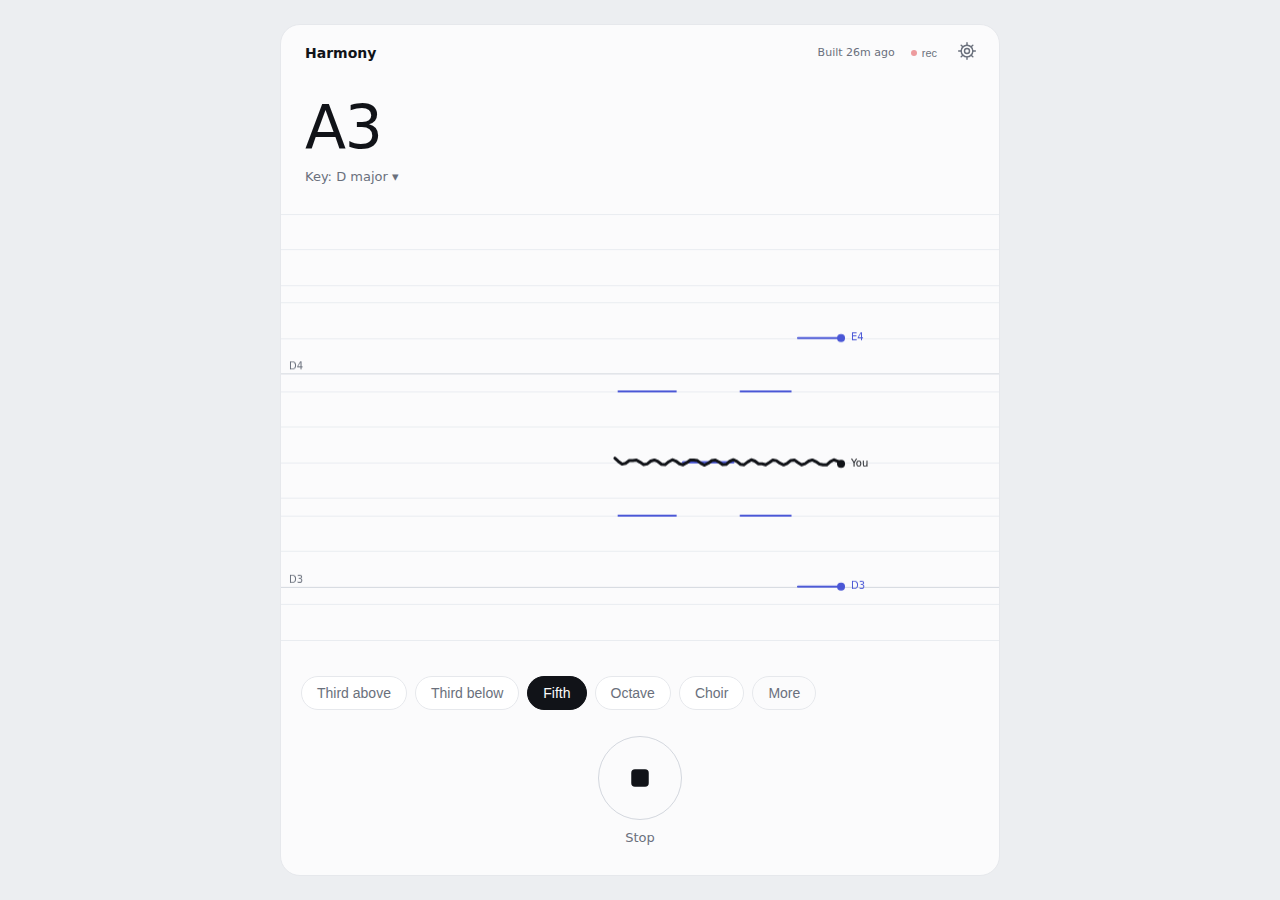 Harmony
Built 26m ago
rec
A3
Key: D major ▾
E4
D4
You
D3
D3
Third above
Third below
Fifth
Octave
Choir
More
Stop